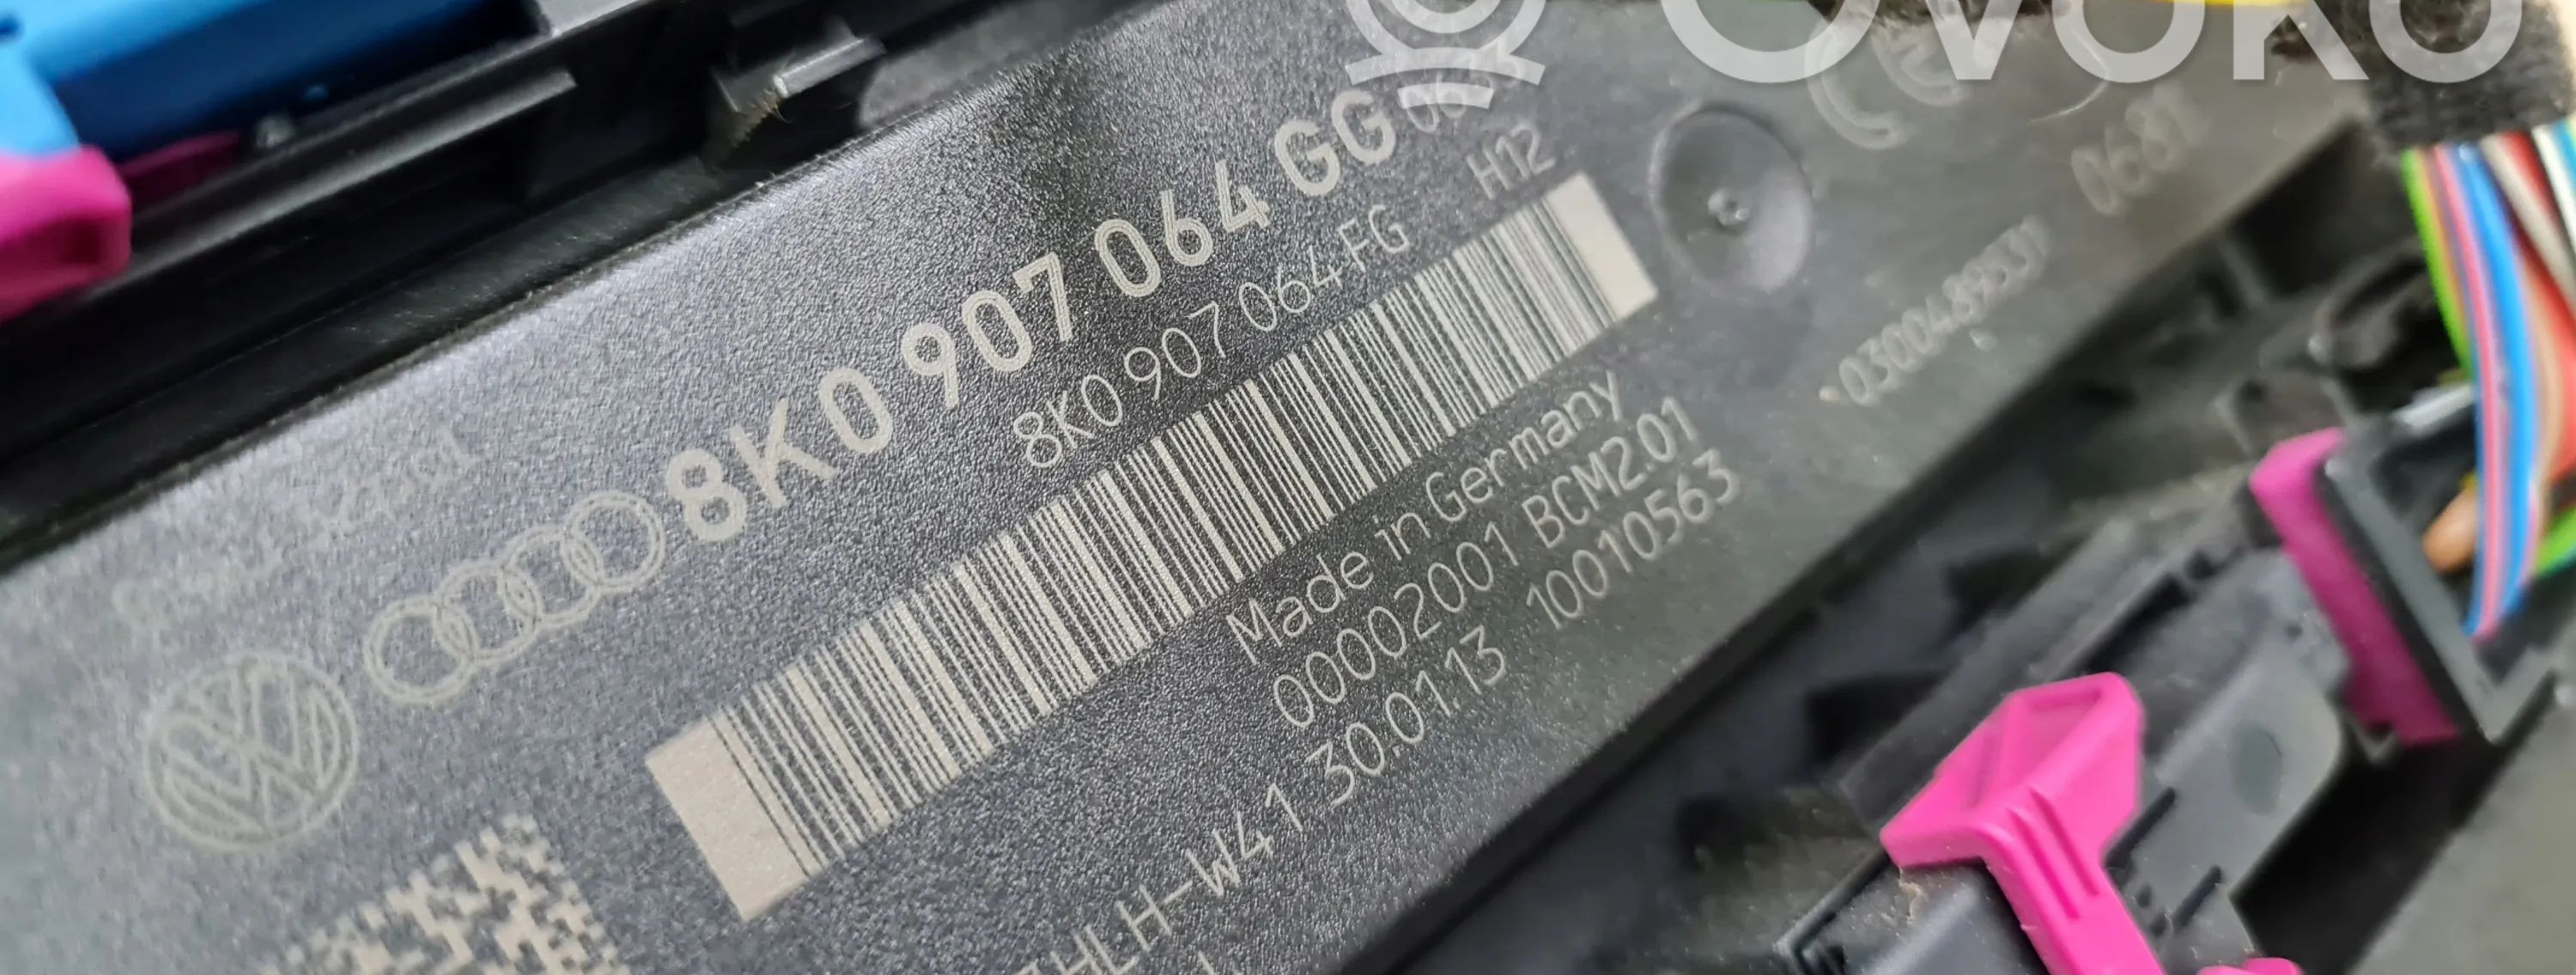 OVOKO
8K0 907 064 GG
8K0 907 064 FG H12
Made in Germany
00002001 BCM2.01
HLH-W41 30.01.13 10010563
0681